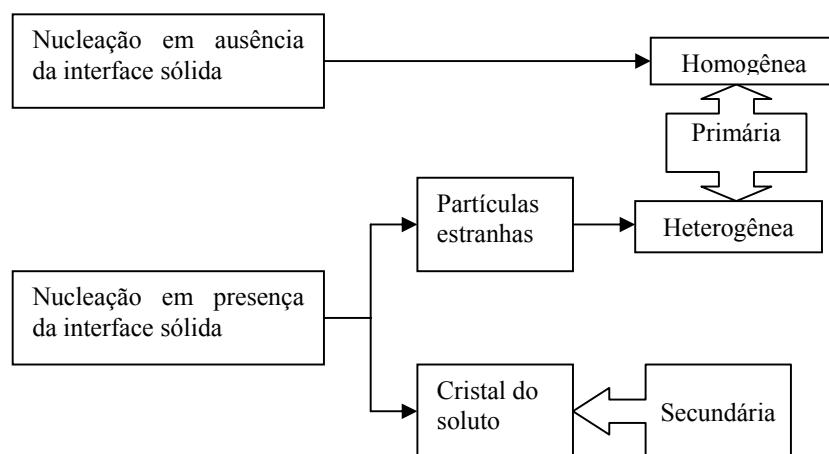 Nucleação em ausência
da interface sólida
Homogênea
Primária
Partículas
estranhas
Heterogênea
Nucleação em presença
da interface sólida
Cristal do
soluto
Secundária